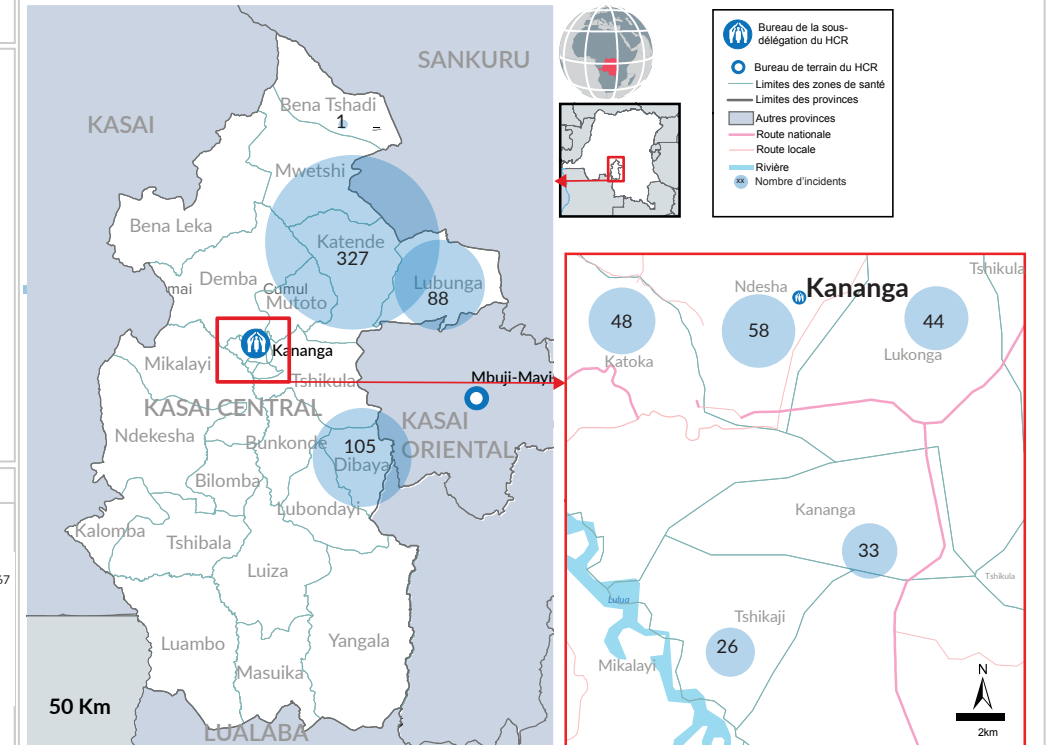 SANKURU
Bena Tshadi
1
KASAI
Mwetshi
Bena Leka
Katende
327
Demba
Lubunga
88
mai
Cumul
Mutoto
Kananga
Mikalayi
Tshikula
Mbuji-Mayi
KASAI CENTRAL
KASAI
ORIENTAL
Ndekesha
Bunkonde
105
Dibaya
Bilomba
Lubondayi
Kalomba
Tshibala
Luiza
67
Luambo
Yangala
Masuika
50 Km
LUALABA
Bureau de la sous-
délégation du HCR
Bureau de terrain du HCR
Limites des zones de santé
Limites des provinces
Autres provinces
Route nationale
Route locale
Rivière
xx
Nombre d'incidents
Tshikula
Ndesha
Kananga
48
58
44
Katoka
Lukonga
Kananga
33
Tshikula
Lulua
Tshikaji
26
Mikalayi
N
2km